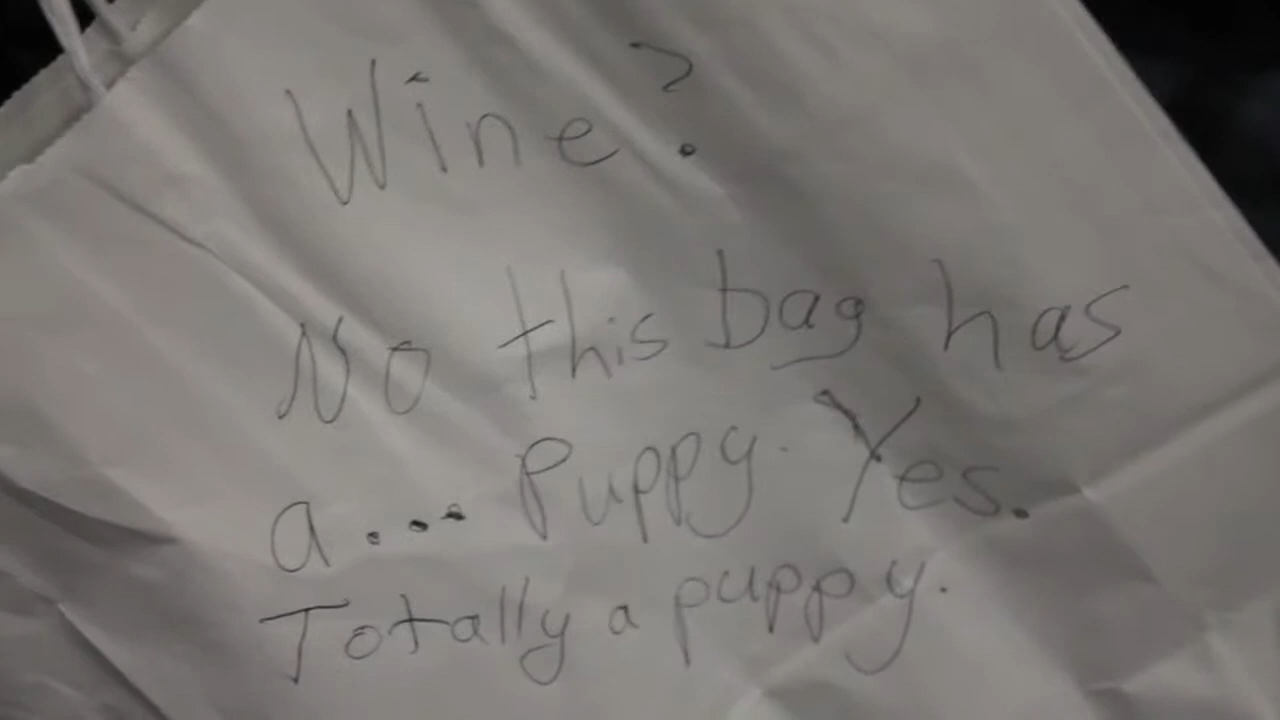 Wine?
No this bag has
a... Puppy. Yes.
Totally a puppy.